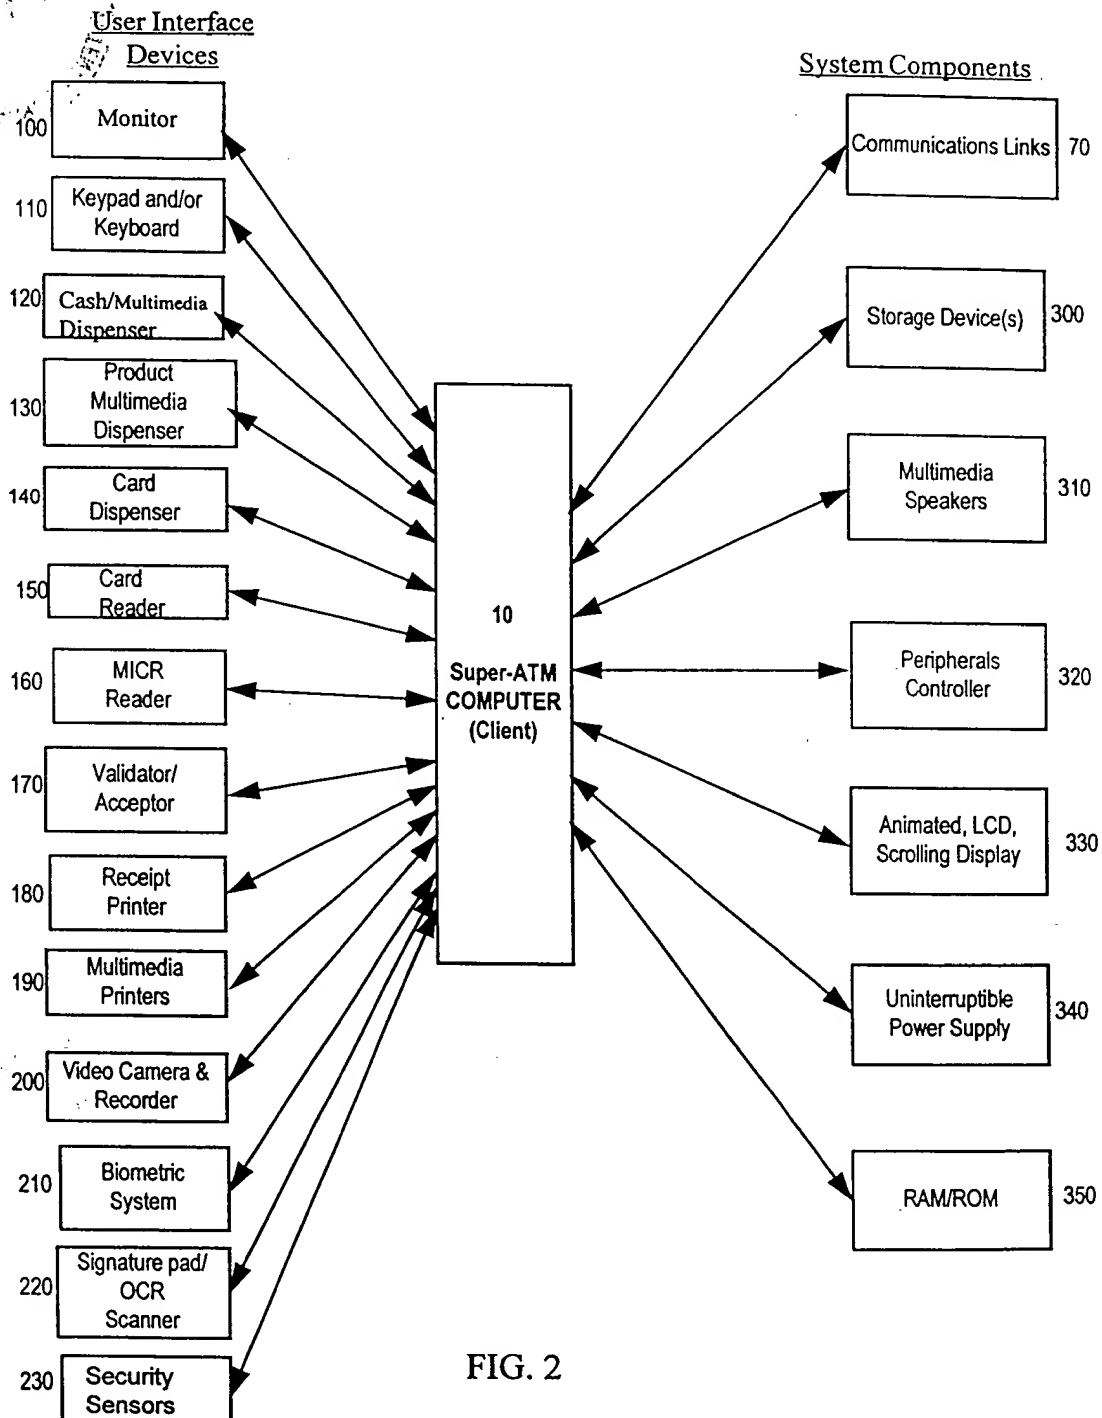 User Interface
Devices
100
Monitor
110
Keypad and/or
Keyboard
120
Cash/Multimedia
Dispenser
130
Product
Multimedia
Dispenser
140
Card
Dispenser
150
Card
Reader
160
MICR
Reader
170
Validator/
Acceptor
180
Receipt
Printer
190
Multimedia
Printers
200
Video Camera &
Recorder
210
Biometric
System
220
Signature pad/
OCR
Scanner
230
Security
Sensors
10
Super-ATM
COMPUTER
(Client)
System Components
Communications Links
70
Storage Device(s)
300
Multimedia
Speakers
310
Peripherals
Controller
320
Animated, LCD,
Scrolling Display
330
Uninterruptible
Power Supply
340
RAM/ROM
350
FIG. 2